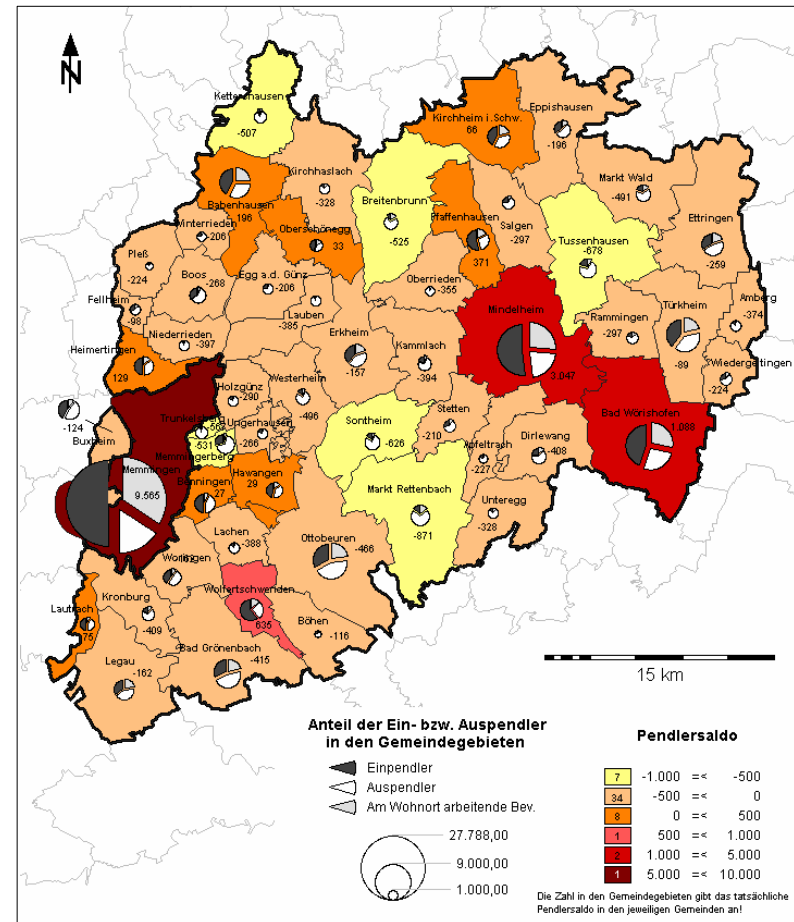 N
Kettershausen
-507
Kirchheim i.Schw.
66
Eppishausen
-196
Kirchhaslach
-328
Babenhausen
196
Breitenbrunn
-525
Pfaffenhausen
371
Salgen
-297
Markt Wald
-491
Ettringen
-259
Tussenhausen
-678
Winterrieden
-206
Oberschönegg
33
Pleß
-224
Boos
-268
Egg a.d. Günz
-206
Lauben
-385
Oberrieden
-355
Mindelheim
3.047
Rammingen
-297
Türkheim
-89
Amberg
-374
Wiedergeltingen
-224
Fellheim
-98
Niederrieden
-397
Heimertingen
129
Erkheim
-157
Kammlach
-394
Holzgünz
-290
Westerheim
-496
Stetten
-210
Bad Wörishofen
1.088
-124
Buxheim
Trunkelsberg
-531
Ungerhausen
-266
Memmingerberg
Sontheim
-626
Apfeltrach
-227
Dirlewang
-408
Memmingen
9.565
Benningen
27
Hawangen
29
Markt Rettenbach
-871
Unteregg
-328
Lachen
-388
Ottobeuren
-466
Woringen
Wolfertschwenden
635
Kronburg
-409
Lautrach
75
Böhen
-116
Legau
-162
Bad Grönenbach
-415
15 km
Anteil der Ein- bzw. Auspendler
in den Gemeindegebieten
Einpendler
Auspendler
Am Wohnort arbeitende Bev.
27.788,00
9.000,00
1.000,00
Pendlersaldo
7 -1.000 =< -500
34 -500 =< 0
8 0 =< 500
1 500 =< 1.000
2 1.000 =< 5.000
1 5.000 =< 10.000
Die Zahl in den Gemeindegebieten gibt das tatsächliche
Pendlersaldo in den jeweiligen Gemeinden an!